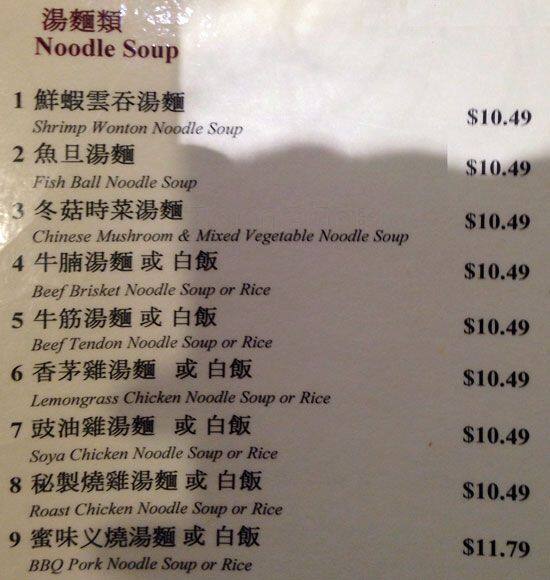 湯麵類
Noodle Soup
1 鮮蝦雲吞湯麵
Shrimp Wonton Noodle Soup $10.49
2 魚旦湯麵
Fish Ball Noodle Soup $10.49
3 冬菇時菜湯麵
Chinese Mushroom & Mixed Vegetable Noodle Soup $10.49
4 牛腩湯麵 或 白飯
Beef Brisket Noodle Soup or Rice $10.49
5 牛筋湯麵 或 白飯
Beef Tendon Noodle Soup or Rice $10.49
6 香茅雞湯麵 或 白飯
Lemongrass Chicken Noodle Soup or Rice $10.49
7 豉油雞湯麵 或 白飯
Soya Chicken Noodle Soup or Rice $10.49
8 秘製燒雞湯麵 或 白飯
Roast Chicken Noodle Soup or Rice $10.49
9 蜜味义燒湯麵 或 白飯
BBQ Pork Noodle Soup or Rice $11.79